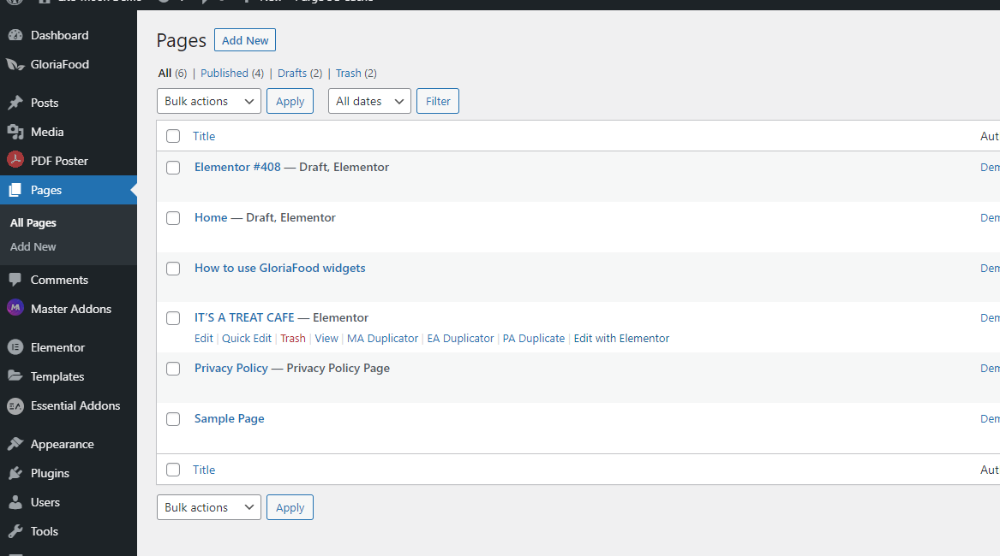 Dashboard
GloriaFood
Posts
Media
PDF Poster
Pages
All Pages
Add New
Comments
Master Addons
Elementor
Templates
Essential Addons
Appearance
Plugins
Users
Tools
Pages Add New
All (6) | Published (4) | Drafts (2) | Trash (2)
Bulk actions Apply All dates Filter
Title Aut
Elementor #408 — Draft, Elementor Dem
Home — Draft, Elementor Dem
How to use GloriaFood widgets Dem
IT’S A TREAT CAFE — Elementor Dem
Edit | Quick Edit | Trash | View | MA Duplicator | EA Duplicator | PA Duplicate | Edit with Elementor
Privacy Policy — Privacy Policy Page Dem
Sample Page Dem
Title Aut
Bulk actions Apply